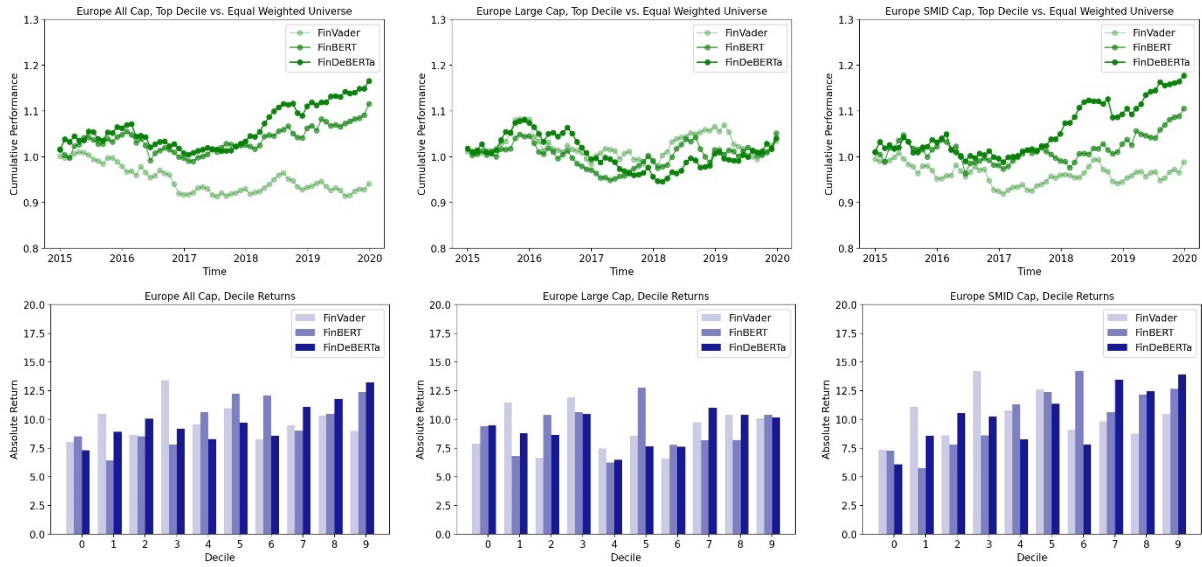 Europe All Cap, Top Decile vs. Equal Weighted Universe
1.3
1.2
1.1
1.0
0.9
0.8
Cumulative Performance
FinVader
FinBERT
FinDeBERTa
2015 2016 2017 2018 2019 2020
Time
Europe Large Cap, Top Decile vs. Equal Weighted Universe
1.3
1.2
1.1
1.0
0.9
0.8
Cumulative Performance
FinVader
FinBERT
FinDeBERTa
2015 2016 2017 2018 2019 2020
Time
Europe SMID Cap, Top Decile vs. Equal Weighted Universe
1.3
1.2
1.1
1.0
0.9
0.8
Cumulative Performance
FinVader
FinBERT
FinDeBERTa
2015 2016 2017 2018 2019 2020
Time
Europe All Cap, Decile Returns
20.0
17.5
15.0
12.5
10.0
7.5
5.0
2.5
0.0
Absolute Return
FinVader
FinBERT
FinDeBERTa
0 1 2 3 4 5 6 7 8 9
Decile
Europe Large Cap, Decile Returns
20.0
17.5
15.0
12.5
10.0
7.5
5.0
2.5
0.0
Absolute Return
FinVader
FinBERT
FinDeBERTa
0 1 2 3 4 5 6 7 8 9
Decile
Europe SMID Cap, Decile Returns
20.0
17.5
15.0
12.5
10.0
7.5
5.0
2.5
0.0
Absolute Return
FinVader
FinBERT
FinDeBERTa
0 1 2 3 4 5 6 7 8 9
Decile